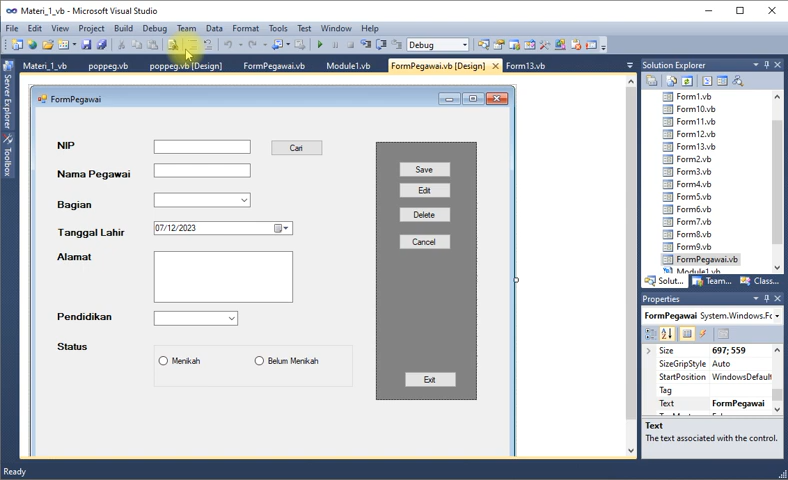 Materi_1_vb - Microsoft Visual Studio
File Edit View Project Build Debug Team Data Format Tools Test Window Help
Debug
Materi_1_vb poppeg.vb poppeg.vb [Design] FormPegawai.vb Module1.vb FormPegawai.vb [Design] Form13.vb
Server Explorer
Toolbox
FormPegawai
NIP
Cari
Nama Pegawai
Bagian
Tanggal Lahir
07/12/2023
Alamat
Pendidikan
Status
Menikah
Belum Menikah
Save
Edit
Delete
Cancel
Exit
Solution Explorer
Form1.vb
Form10.vb
Form11.vb
Form12.vb
Form13.vb
Form2.vb
Form3.vb
Form4.vb
Form5.vb
Form6.vb
Form7.vb
Form8.vb
Form9.vb
FormPegawai.vb
Module1.vb
Solut... Team... Class...
Properties
FormPegawai System.Windows.Fo
Size 697; 559
SizeGripStyle Auto
StartPosition WindowsDefault
Tag
Text FormPegawai
Text
The text associated with the control.
Ready